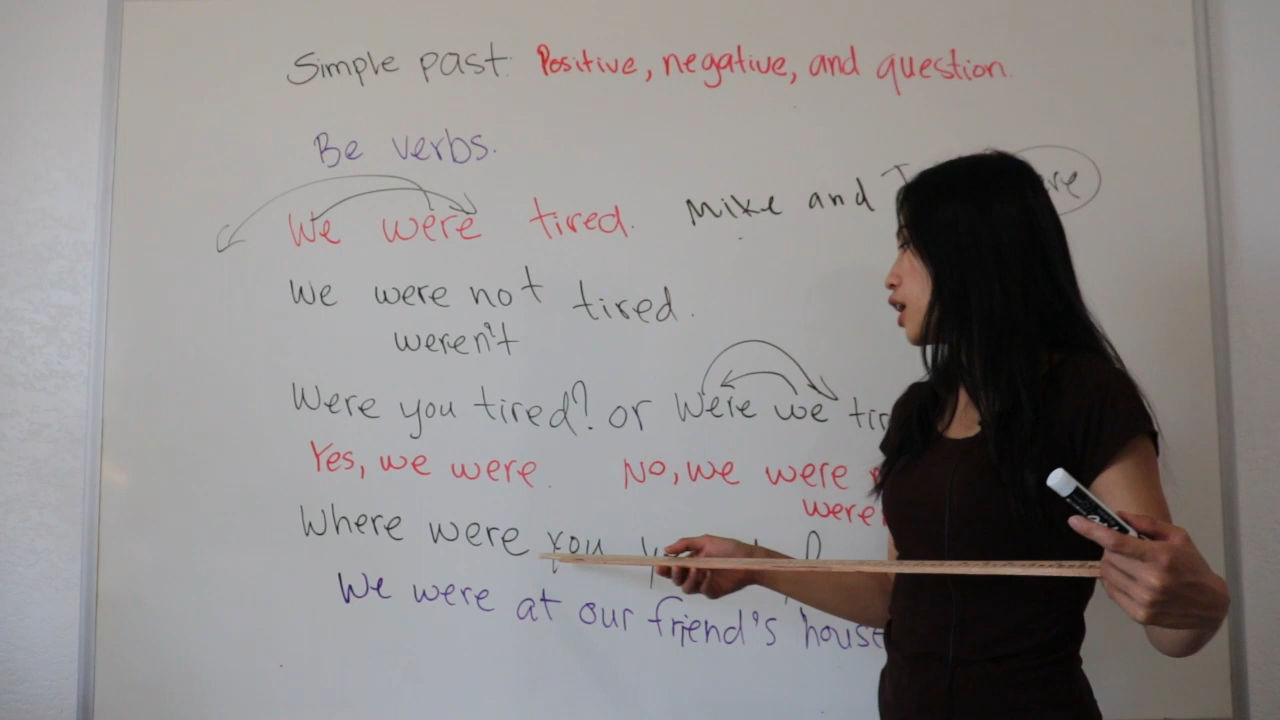 Simple past. Positive, negative, and question.
Be verbs.
We were tired. Mike and
We were not tired.
weren't
Were you tired? or Were we
Yes, we were. No, we were
Where were you
We were at our friend's house